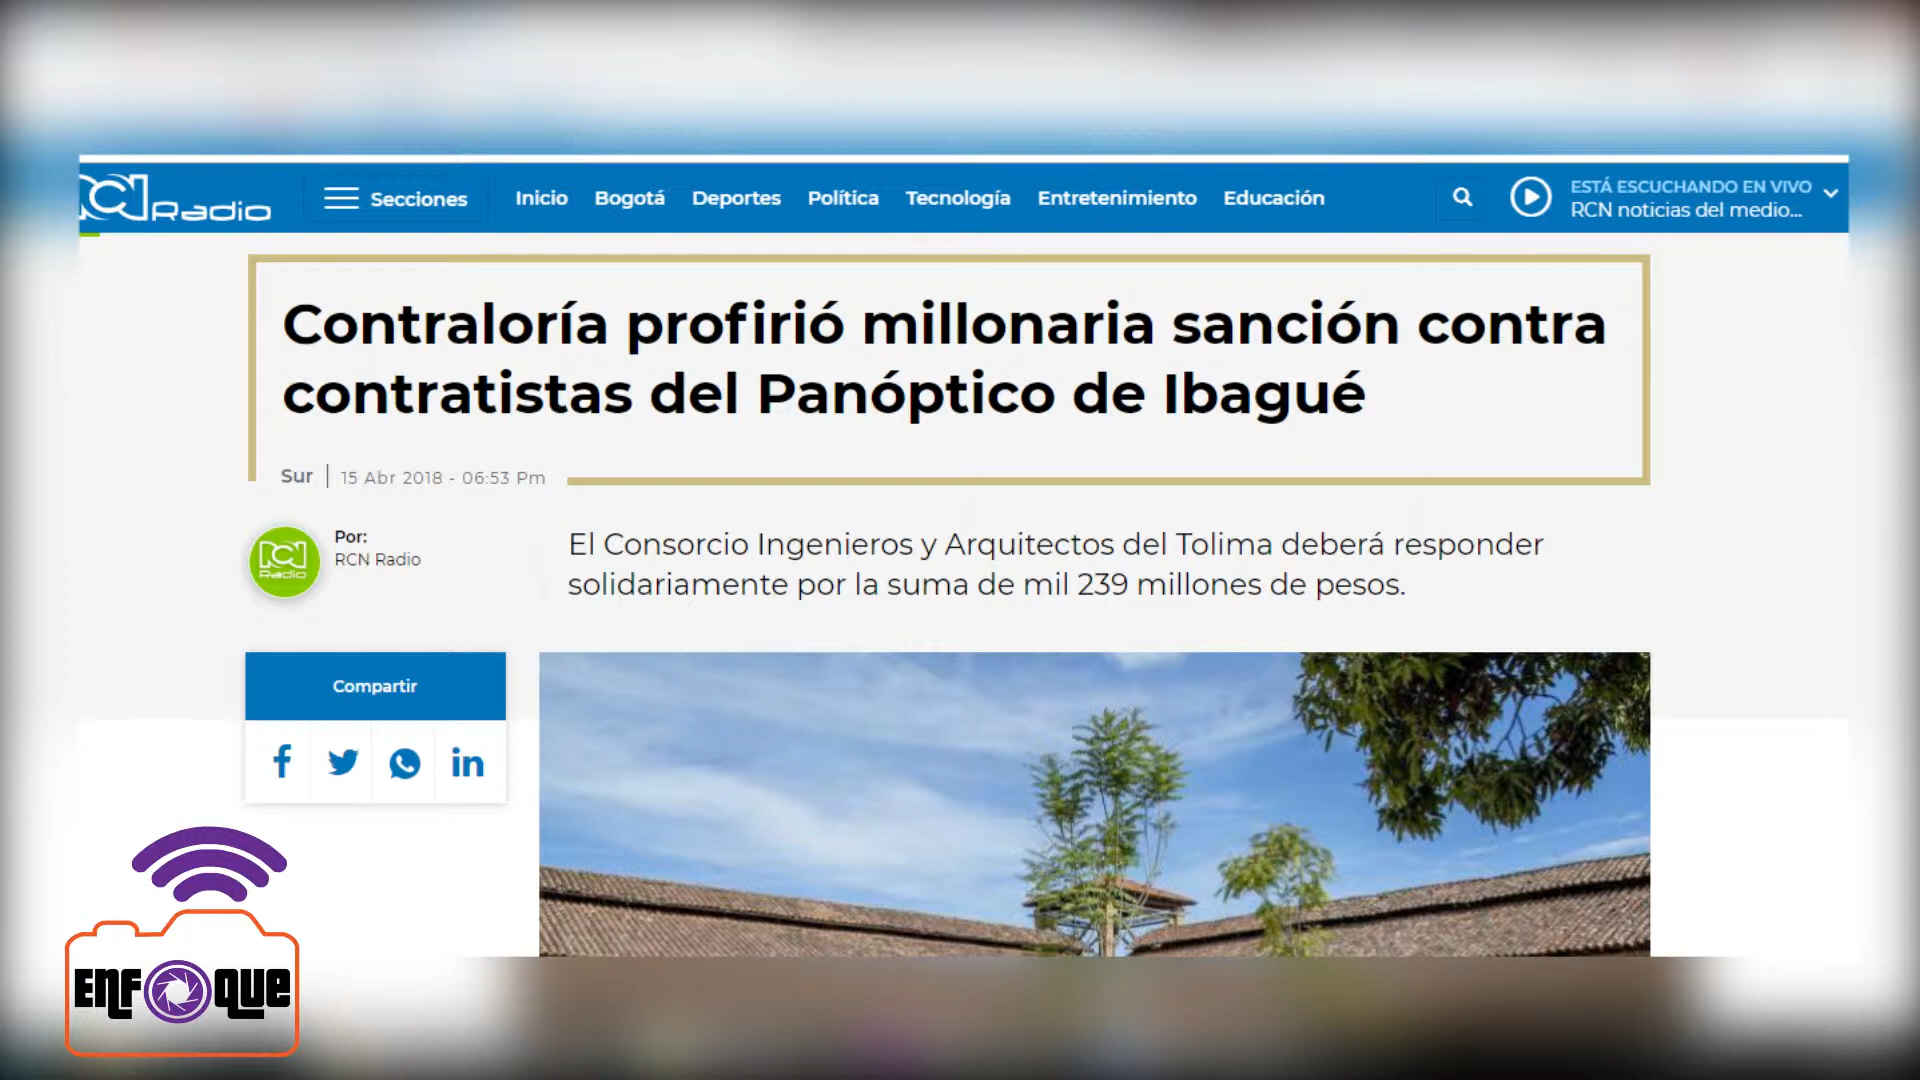 RCN Radio
Secciones
Inicio Bogotá Deportes Política Tecnología Entretenimiento Educación
ESTÁ ESCUCHANDO EN VIVO
RCN noticias del medio...
Contraloría profirió millonaria sanción contra
contratistas del Panóptico de Ibagué
Sur | 15 Abr 2018 - 06:53 Pm
Por:
RCN Radio
RCN Radio
El Consorcio Ingenieros y Arquitectos del Tolima deberá responder
solidariamente por la suma de mil 239 millones de pesos.
Compartir
ENFOQUE